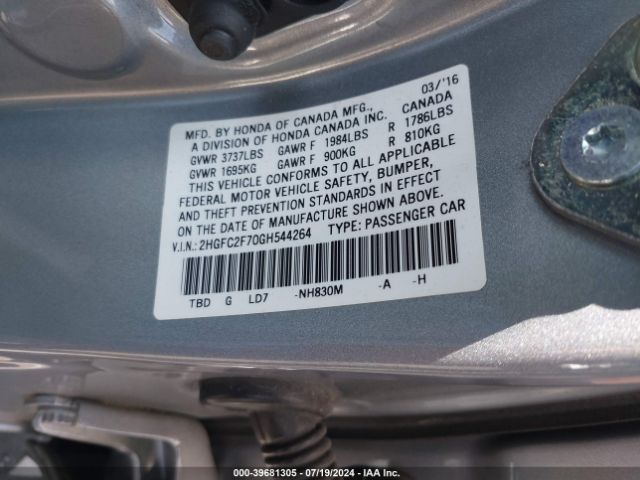 03/'16
MFD. BY HONDA OF CANADA MFG., CANADA
A DIVISION OF HONDA CANADA INC.
GVWR 3737LBS GAWR F 1984LBS R 1786LBS
GVWR 1695KG GAWR F 900KG R 810KG
THIS VEHICLE CONFORMS TO ALL APPLICABLE
FEDERAL MOTOR VEHICLE SAFETY, BUMPER,
AND THEFT PREVENTION STANDARDS IN EFFECT
ON THE DATE OF MANUFACTURE SHOWN ABOVE.
V.I.N.: 2HGFC2F70GH544264 TYPE: PASSENGER CAR
TBD G LD7 -NH830M -A -H
000-39681305 | 07/19/2024 | IAA Inc.